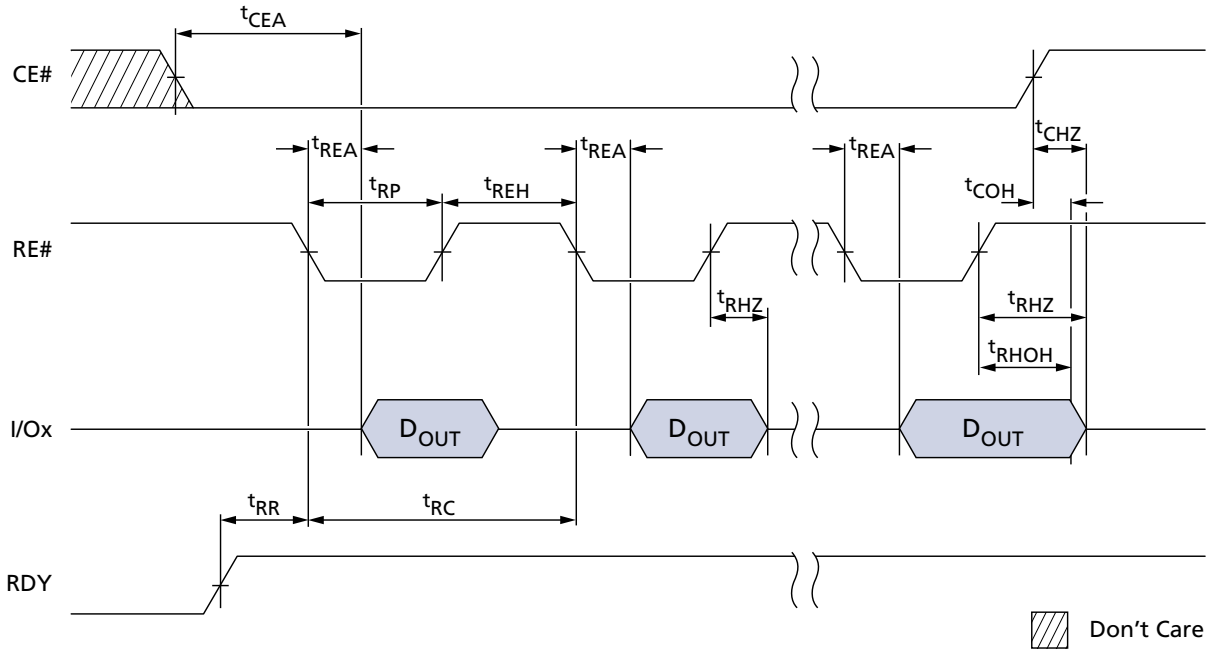 tCEA
CE#
tCHZ
tREA
tREA
tREA
tCOH
tRP
tREH
RE#
tRHZ
tRHZ
tRHOH
I/Ox
DOUT
DOUT
DOUT
tRR
tRC
RDY
Don't Care